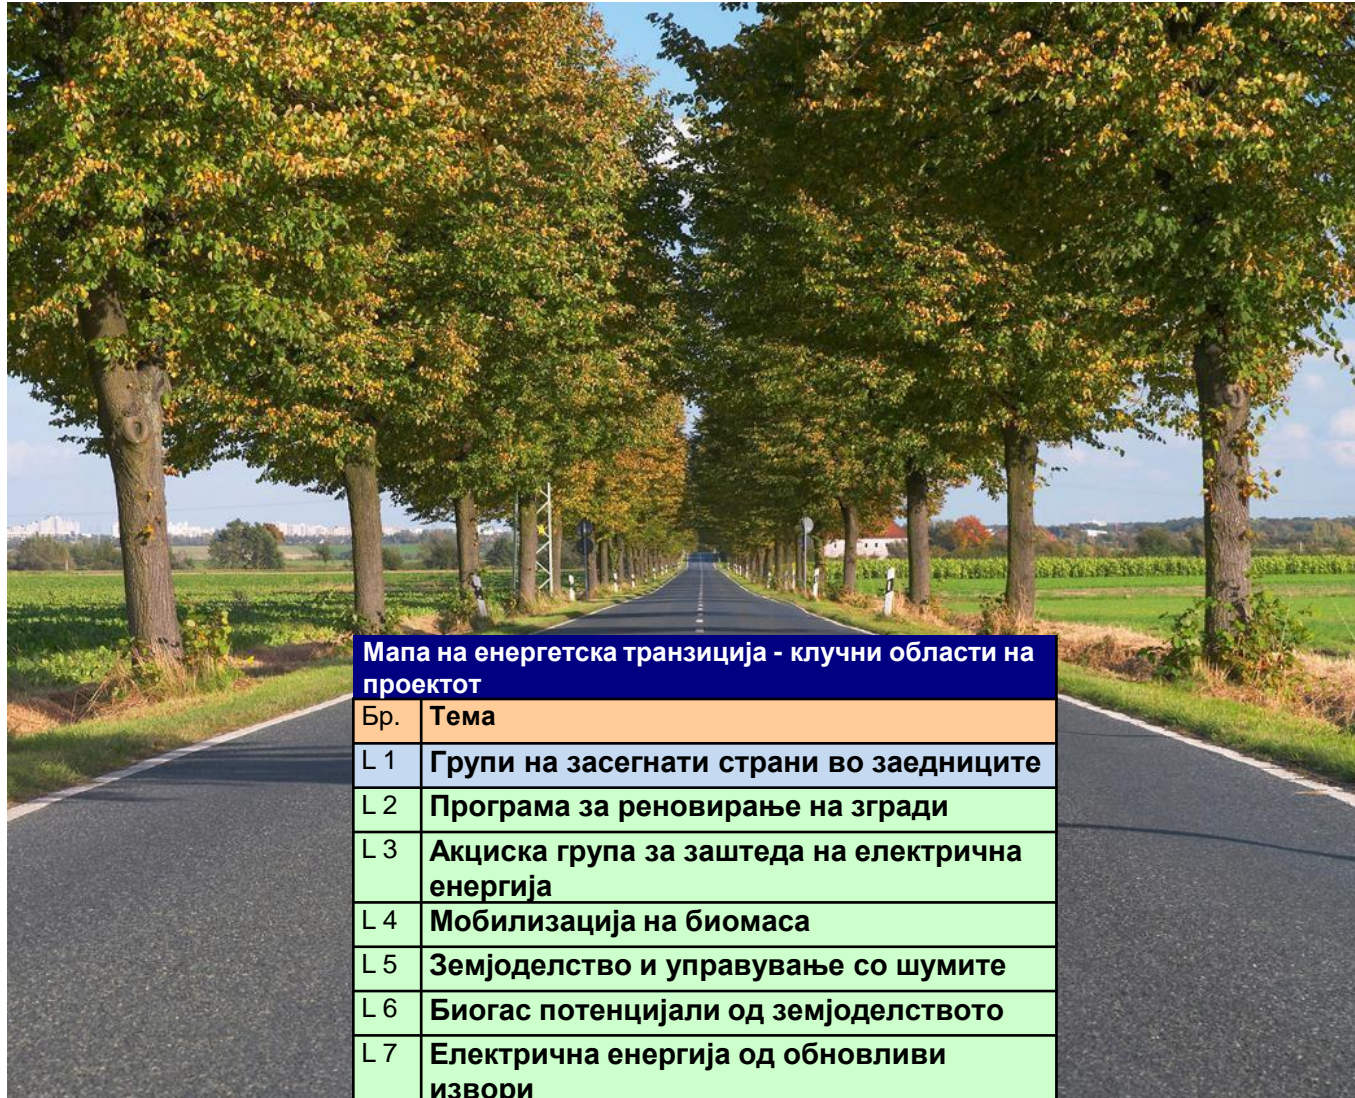 Мапа на енергетска транзиција - клучни области на
проектот
Бр. Тема
L 1 Групи на засегнати страни во заедниците
L 2 Програма за реновирање на згради
L 3 Акциска група за заштеда на електрична
енергија
L 4 Мобилизација на биомаса
L 5 Земјоделство и управување со шумите
L 6 Биогас потенцијали од земјоделството
L 7 Електрична енергија од обновливи
извори